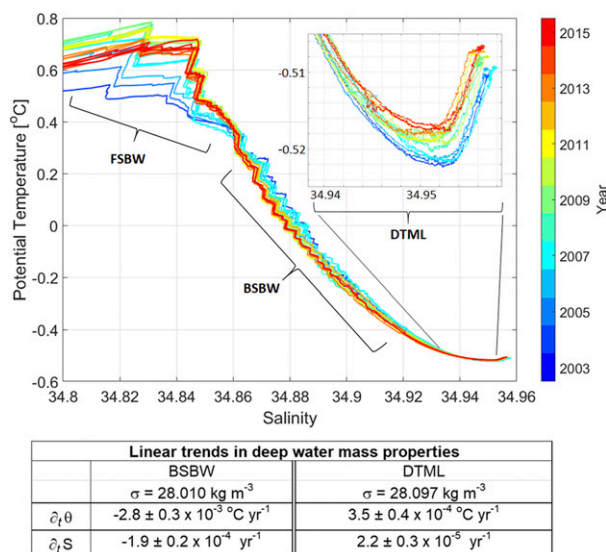 0.8
0.6
0.4
0.2
0
-0.2
-0.4
-0.6
Potential Temperature [°C]
34.8 34.82 34.84 34.86 34.88 34.9 34.92 34.94 34.96
Salinity
FSBW
BSBW
DTML
-0.51
-0.52
34.94 34.95
2015
2013
2011
2009
2007
2005
2003
Year
Linear trends in deep water mass properties
BSBW DTML
σ = 28.010 kg m⁻³ σ = 28.097 kg m⁻³
∂ₜθ -2.8 ± 0.3 x 10⁻³ °C yr⁻¹ 3.5 ± 0.4 x 10⁻⁴ °C yr⁻¹
∂ₜS -1.9 ± 0.2 x 10⁻⁴ yr⁻¹ 2.2 ± 0.3 x 10⁻⁵ yr⁻¹